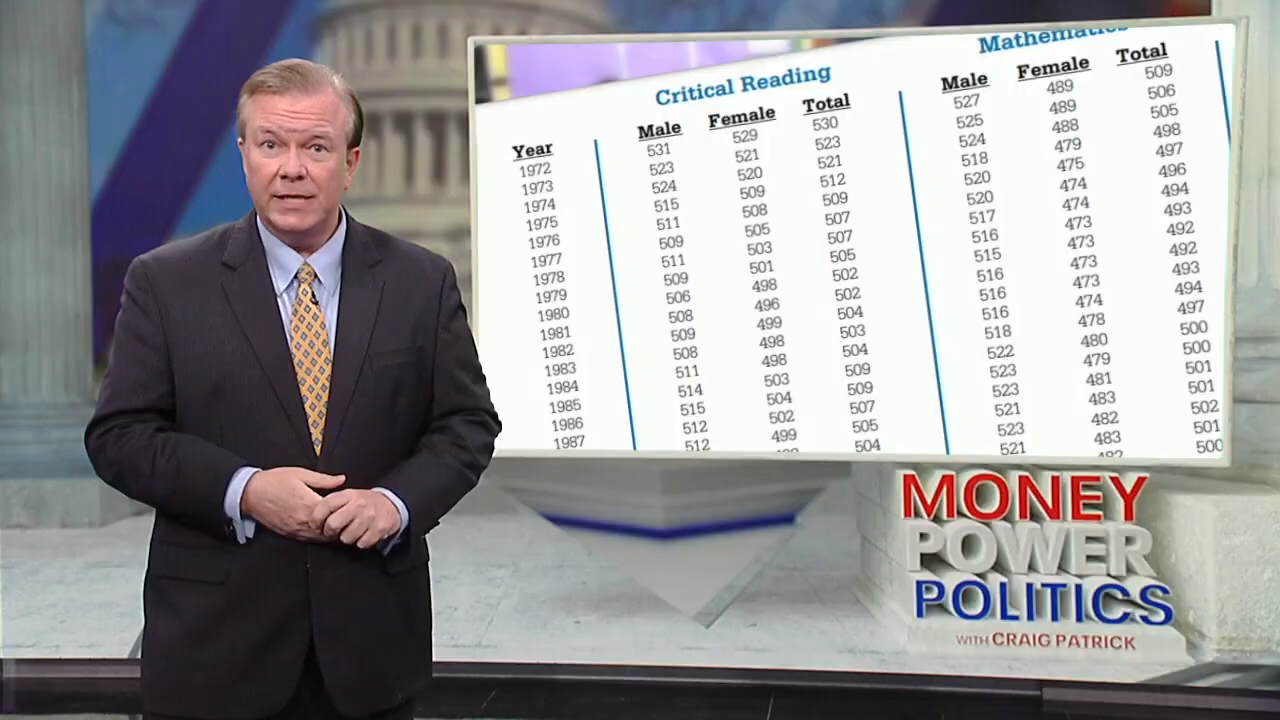 Mathematics
Critical Reading
Year Male Female Total Male Female Total
1972 531 529 530 527 489 509
1973 523 521 523 525 489 506
1974 524 520 521 524 488 505
1975 515 509 512 518 479 498
1976 511 508 509 520 475 497
1977 509 505 507 520 474 496
1978 511 503 507 517 474 494
1979 509 501 505 516 473 493
1980 506 498 502 515 473 492
1981 508 496 502 516 473 492
1982 509 499 504 516 473 493
1983 508 498 503 516 474 494
1984 511 498 504 518 478 497
1985 514 503 509 522 480 500
1986 515 504 509 523 479 500
1987 512 502 507 523 481 501
512 499 505 521 483 501
504 523 482 502
521 483 501
500
MONEY
POWER
POLITICS
WITH CRAIG PATRICK